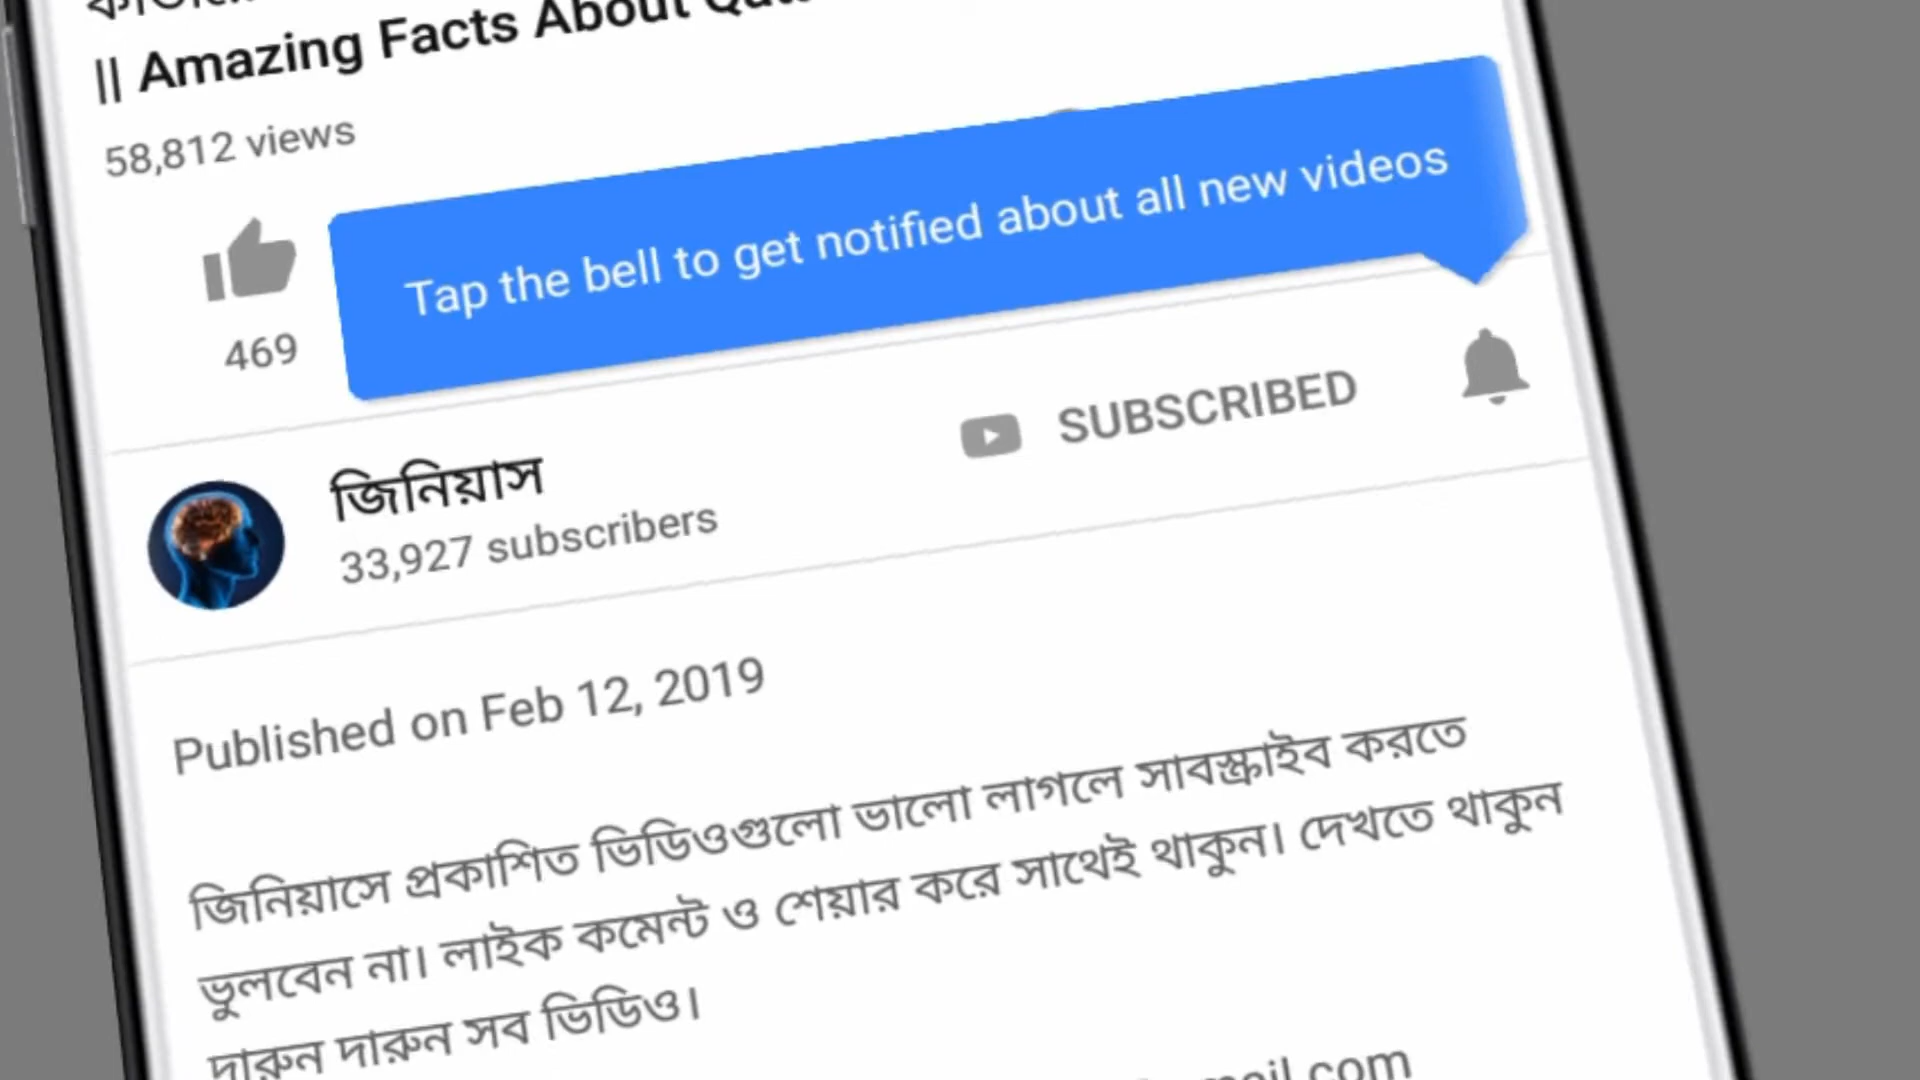 || Amazing Facts About
58,812 views
Tap the bell to get notified about all new videos
469
SUBSCRIBED
জিনিয়াস
33,927 subscribers
Published on Feb 12, 2019
জিনিয়াসে প্রকাশিত ভিডিওগুলো ভালো লাগলে সাবস্ক্রাইব করতে
ভুলবেন না। লাইক কমেন্ট ও শেয়ার করে সাথেই থাকুন। দেখতে থাকুন
দারুন দারুন সব ভিডিও।